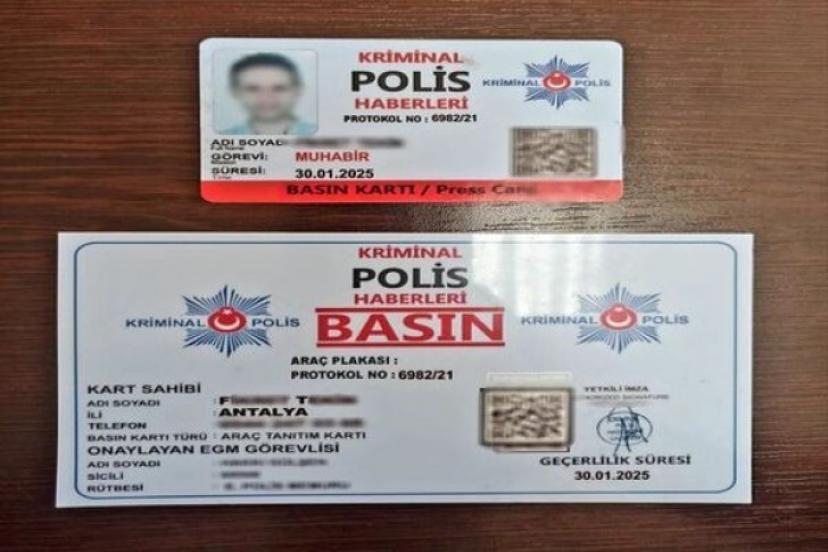 KRİMİNAL
POLİS
HABERLERİ
PROTOKOL NO : 6982/21
KRİMİNAL POLİS
ADI SOYADI
Full Name
GÖREVİ: MUHABİR
SÜRESİ: 30.01.2025
BASIN KARTI / Press Card
KRİMİNAL
POLİS
HABERLERİ
BASIN
KRİMİNAL POLİS
KRİMİNAL POLİS
ARAÇ PLAKASI :
PROTOKOL NO : 6982/21
KART SAHİBİ
ADI SOYADI :
İLİ : ANTALYA
TELEFON :
BASIN KARTI TÜRÜ : ARAÇ TANITIM KARTI
ONAYLAYAN EGM GÖREVLİSİ
ADI SOYADI :
SİCİLİ :
RÜTBESİ :
YETKİLİ İMZA
SIGNATURE
GEÇERLİLİK SÜRESİ
30.01.2025